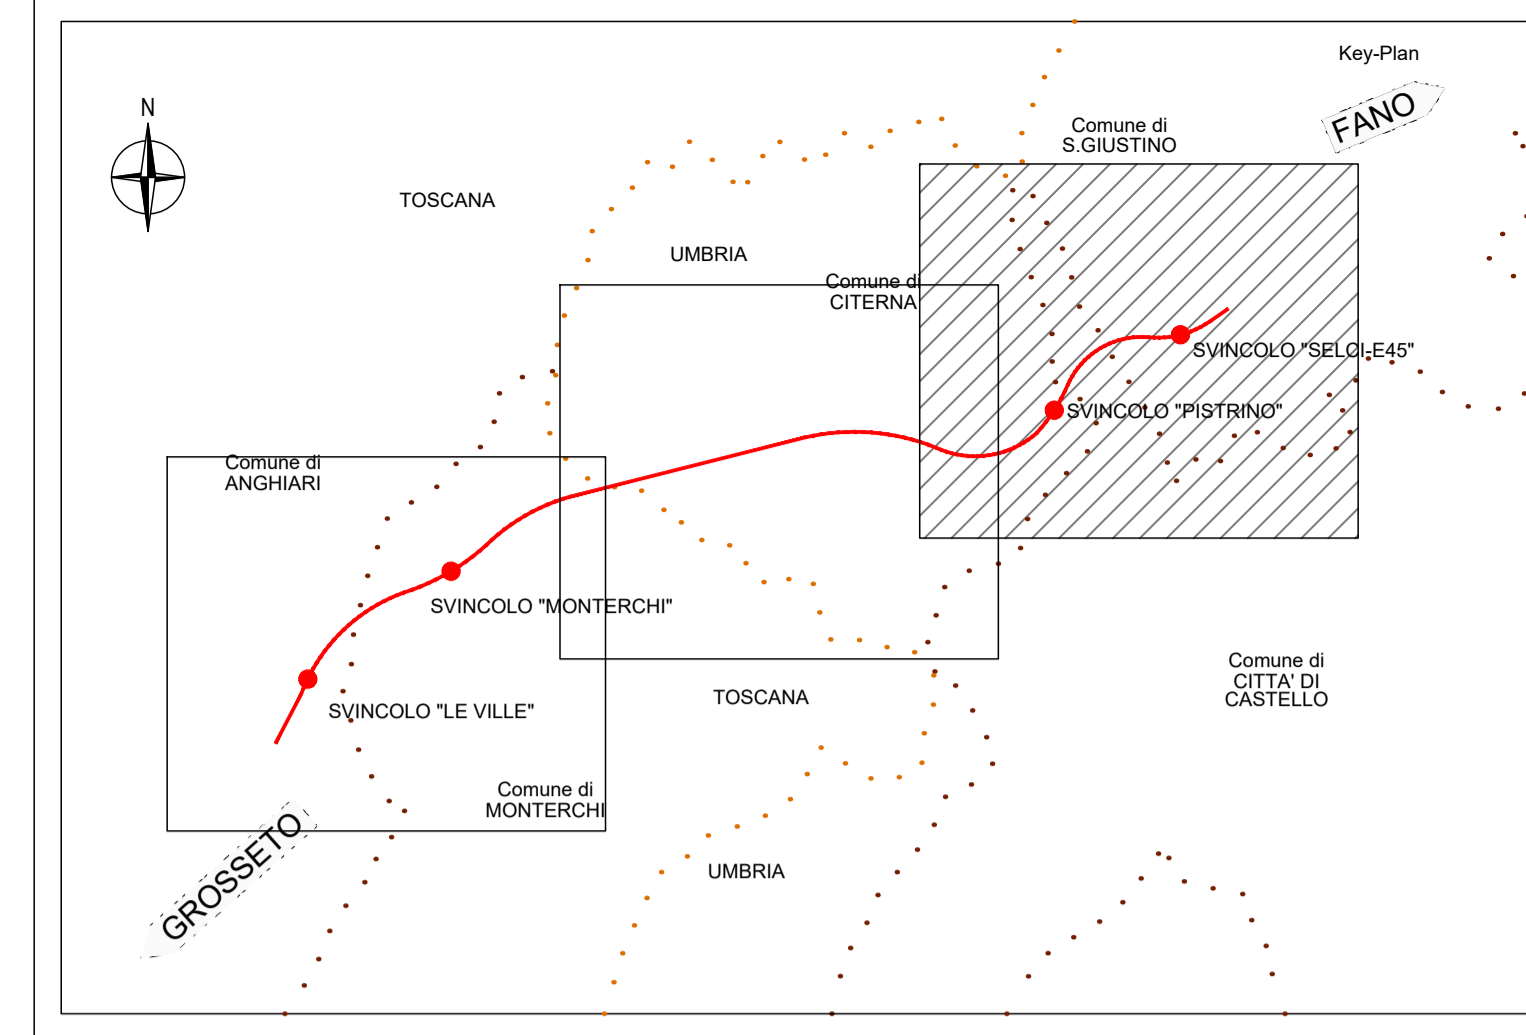 Key-Plan
FANO
N
Comune di
S.GIUSTINO
TOSCANA
UMBRIA
Comune di
CITERNA
SVINCOLO "SELCI-E45"
SVINCOLO "PISTRINO"
Comune di
ANGHIARI
SVINCOLO "MONTERCHI"
SVINCOLO "LE VILLE"
TOSCANA
Comune di
CITTA' DI
CASTELLO
Comune di
MONTERCHI
GROSSETO
UMBRIA